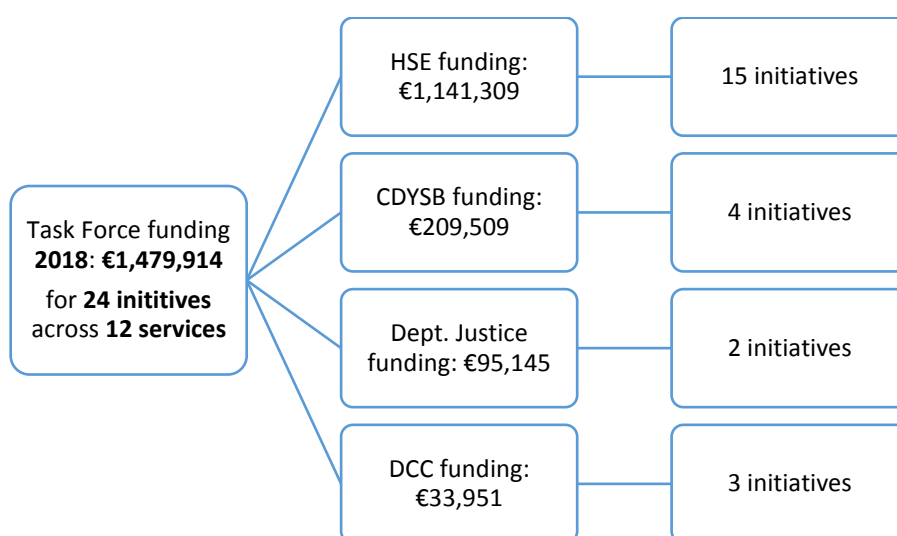 Task Force funding
2018: €1,479,914
for 24 inititives
across 12 services
HSE funding:
€1,141,309
15 initiatives
CDYSB funding:
€209,509
4 initiatives
Dept. Justice
funding: €95,145
2 initiatives
DCC funding:
€33,951
3 initiatives